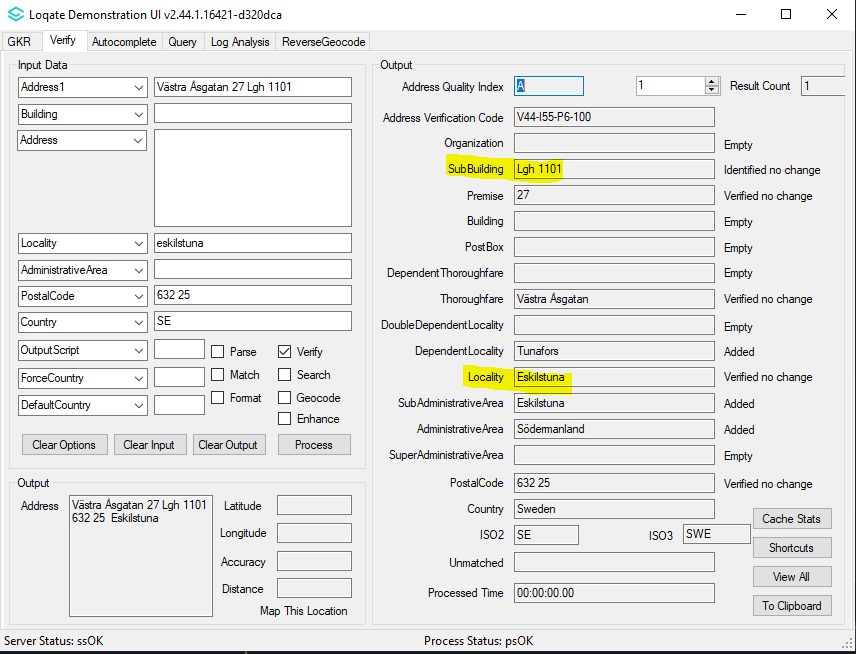 Loqate Demonstration UI v2.44.1.16421-d320dca
GKR Verify Autocomplete Query Log Analysis ReverseGeocode
Input Data
Address1 Västra Åsgatan 27 Lgh 1101
Building
Address
Locality eskilstuna
AdministrativeArea
PostalCode 632 25
Country SE
OutputScript Parse Verify
ForceCountry Match Search
DefaultCountry Format Geocode
Enhance
Clear Options Clear Input Clear Output Process
Output
Address Västra Åsgatan 27 Lgh 1101
632 25  Eskilstuna
Latitude
Longitude
Accuracy
Distance
Map This Location
Output
Address Quality Index A 1 Result Count 1
Address Verification Code V44-I55-P6-100
Organization Empty
SubBuilding Lgh 1101 Identified no change
Premise 27 Verified no change
Building Empty
PostBox Empty
DependentThoroughfare Empty
Thoroughfare Västra Åsgatan Verified no change
DoubleDependentLocality Empty
DependentLocality Tunafors Added
Locality Eskilstuna Verified no change
SubAdministrativeArea Eskilstuna Added
AdministrativeArea Södermanland Added
SuperAdministrativeArea Empty
PostalCode 632 25 Verified no change
Country Sweden
ISO2 SE ISO3 SWE
Unmatched
Processed Time 00:00:00.00
Cache Stats
Shortcuts
View All
To Clipboard
Server Status: ssOK Process Status: psOK